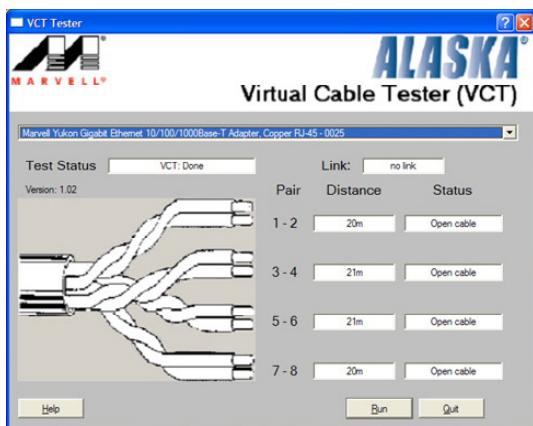 VCT Tester
MARVELL®
ALASKA®
Virtual Cable Tester (VCT)
Marvell Yukon Gigabit Ethernet 10/100/1000Base-T Adapter, Copper RJ-45 - 0025
Test Status VCT: Done Link: no link
Version: 1.02 Pair Distance Status
1 - 2 20m Open cable
3 - 4 21m Open cable
5 - 6 21m Open cable
7 - 8 20m Open cable
Help Run Quit